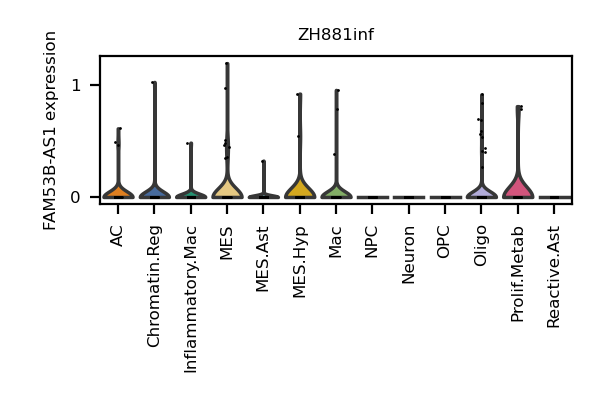 ZH881inf
FAM53B-AS1 expression
1
0
AC
Chromatin.Reg
Inflammatory.Mac
MES
MES.Ast
MES.Hyp
Mac
NPC
Neuron
OPC
Oligo
Prolif.Metab
Reactive.Ast